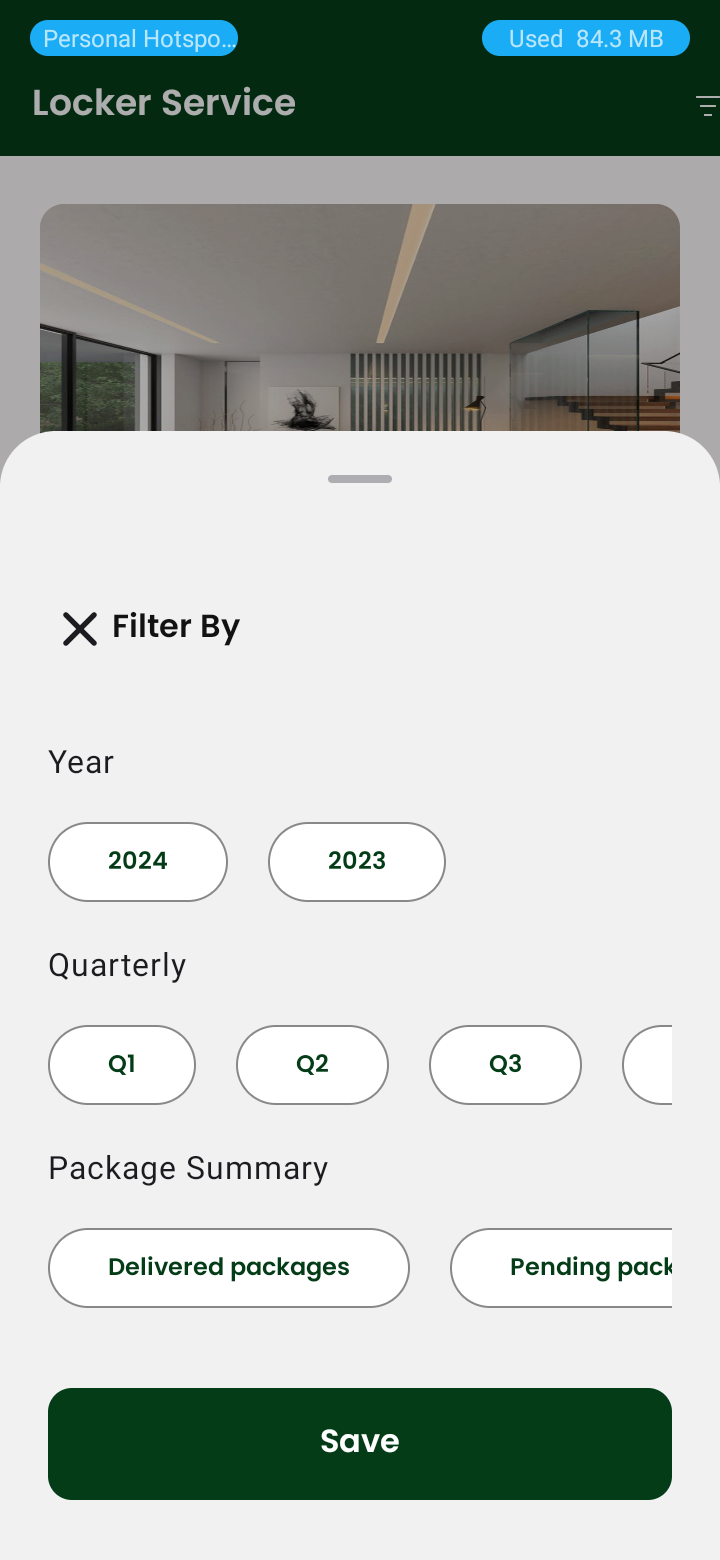 Personal Hotspo...
Used 84.3 MB
Locker Service
Filter By
Year
2024
2023
Quarterly
Q1
Q2
Q3
Package Summary
Delivered packages
Pending pack
Save